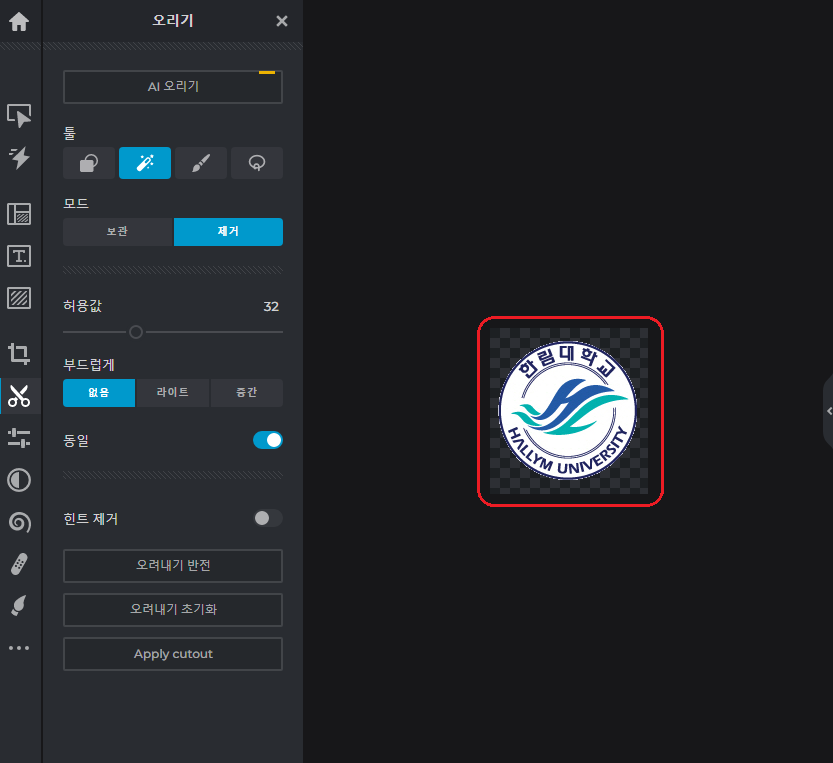 오리기
AI 오리기
툴
모드
보관
제거
허용값
32
부드럽게
없음
라이트
중간
동일
힌트 제거
오려내기 반전
오려내기 초기화
Apply cutout
한림대학교
HALLYM UNIVERSITY